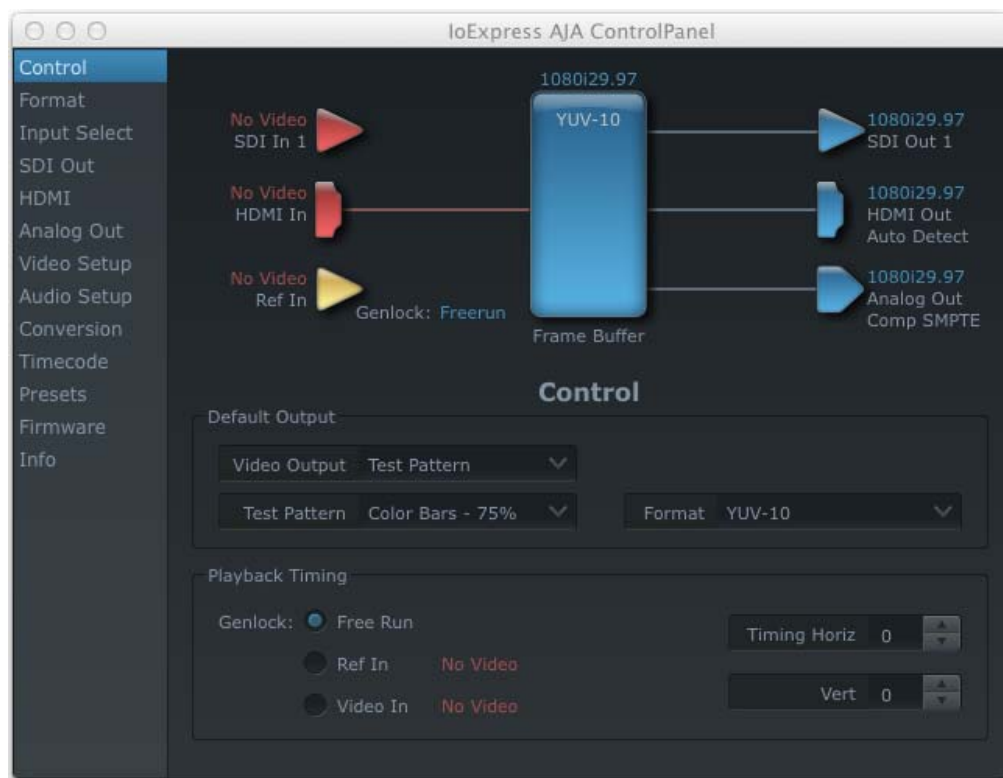 IoExpress AJA ControlPanel
Control
Format
Input Select
SDI Out
HDMI
Analog Out
Video Setup
Audio Setup
Conversion
Timecode
Presets
Firmware
Info
1080i29.97
YUV-10
Frame Buffer
No Video
SDI In 1
No Video
HDMI In
No Video
Ref In
Genlock: Freerun
1080i29.97
SDI Out 1
1080i29.97
HDMI Out
Auto Detect
1080i29.97
Analog Out
Comp SMPTE
Control
Default Output
Video Output Test Pattern
Test Pattern Color Bars - 75%
Format YUV-10
Playback Timing
Genlock: Free Run
Ref In No Video
Video In No Video
Timing Horiz 0
Vert 0